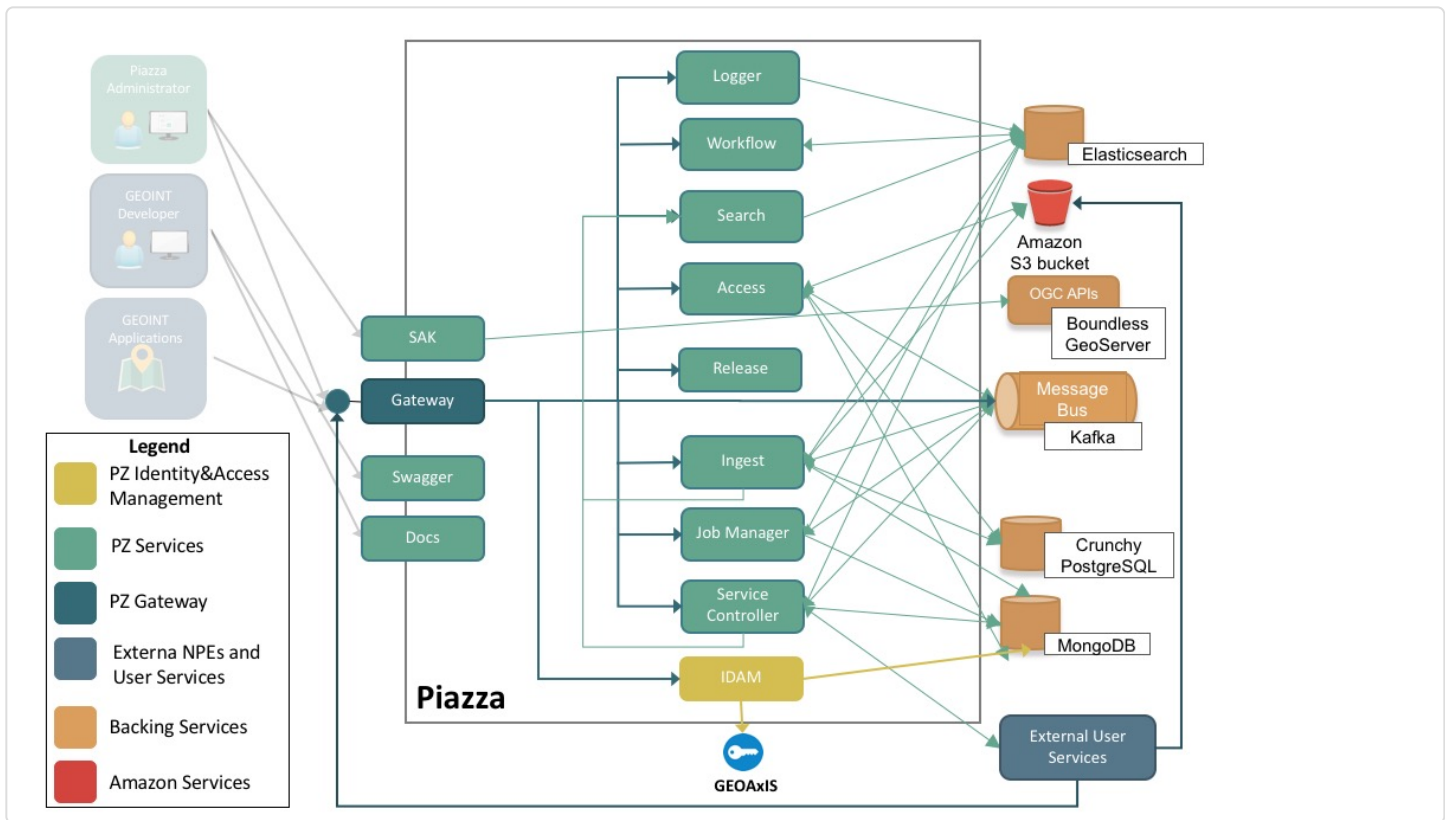 Piazza
Administrator
GEOINT
Developer
GEOINT
Applications
Legend
PZ Identity&Access
Management
PZ Services
PZ Gateway
Externa NPEs and
User Services
Backing Services
Amazon Services
SAK
Gateway
Swagger
Docs
Logger
Workflow
Search
Access
Release
Ingest
Job Manager
Service
Controller
IDAM
Piazza
GEOAxIS
Elasticsearch
Amazon
S3 bucket
OGC APIs
Boundless
GeoServer
Message
Bus
Kafka
Crunchy
PostgreSQL
MongoDB
External User
Services